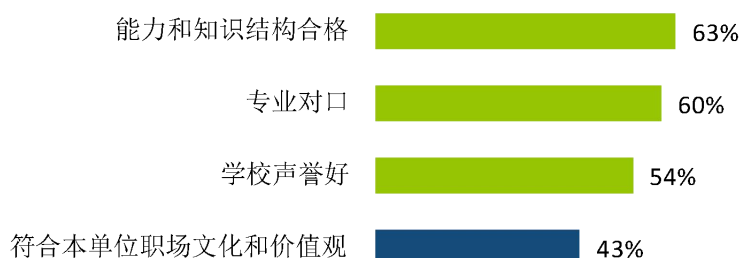 能力和知识结构合格 63%
专业对口 60%
学校声誉好 54%
符合本单位职场文化和价值观 43%